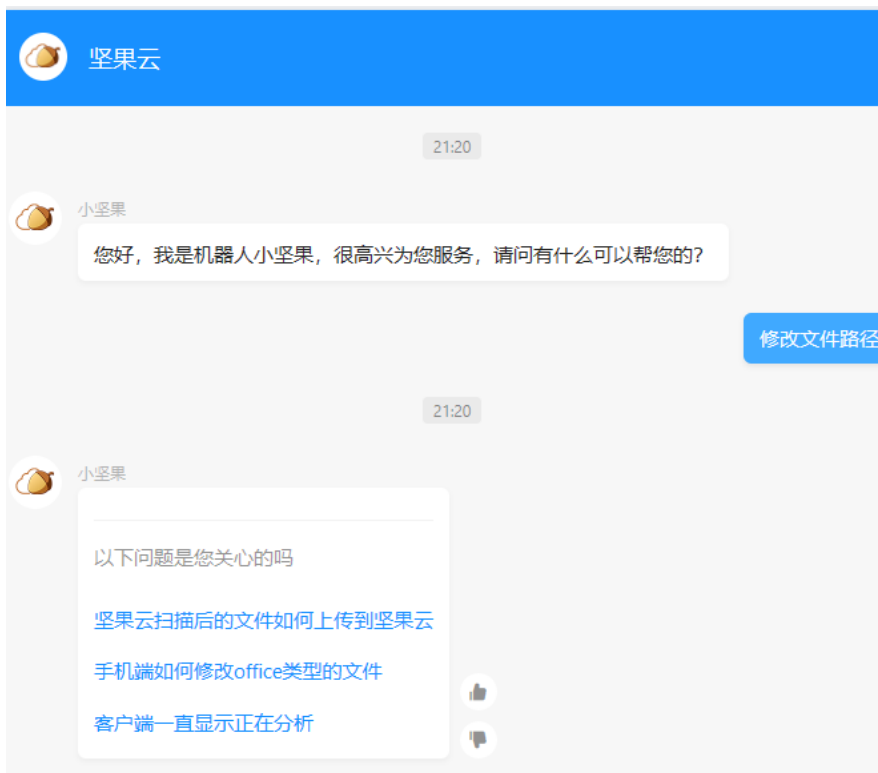 坚果云
21:20
小坚果
您好，我是机器人小坚果，很高兴为您服务，请问有什么可以帮您的？
修改文件路径
21:20
小坚果
以下问题是您关心的吗
坚果云扫描后的文件如何上传到坚果云
手机端如何修改office类型的文件
客户端一直显示正在分析